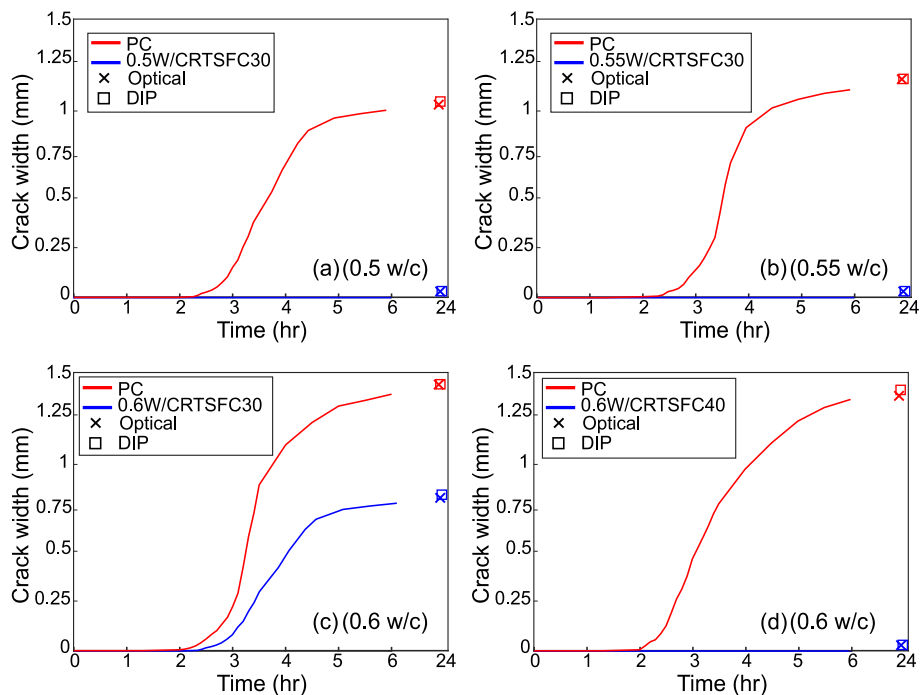 1.5
1.25
1
0.75
0.5
0.25
0
Crack width (mm)
PC
0.5W/CRTSFC30
Optical
DIP
(a)(0.5 w/c)
0 1 2 3 4 5 6 24
Time (hr)
1.5
1.25
1
0.75
0.5
0.25
0
Crack width (mm)
PC
0.55W/CRTSFC30
Optical
DIP
(b)(0.55 w/c)
0 1 2 3 4 5 6 24
Time (hr)
1.5
1.25
1
0.75
0.5
0.25
0
Crack width (mm)
PC
0.6W/CRTSFC30
Optical
DIP
(c)(0.6 w/c)
0 1 2 3 4 5 6 24
Time (hr)
1.5
1.25
1
0.75
0.5
0.25
0
Crack width (mm)
PC
0.6W/CRTSFC40
Optical
DIP
(d)(0.6 w/c)
0 1 2 3 4 5 6 24
Time (hr)